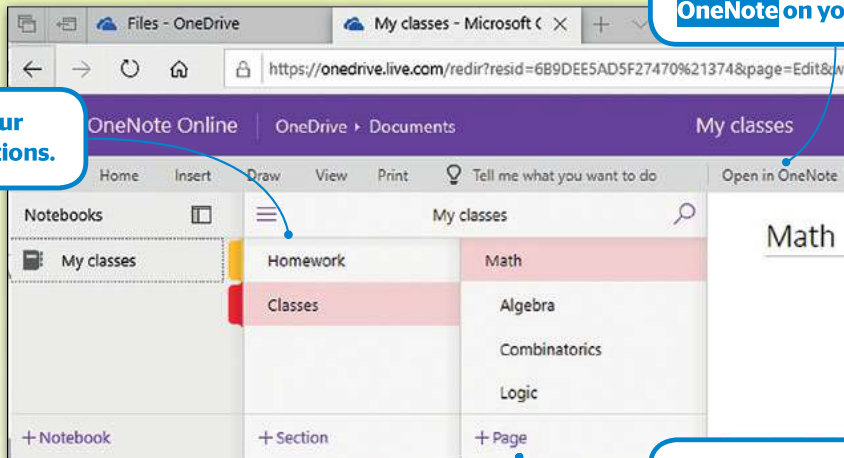 OneNote on yo
Files - OneDrive
My classes - Microsoft (
https://onedrive.live.com/redir?resid=6B9DEE5AD5F27470%21374&page=Edit&w
ur
tions.
OneNote Online
OneDrive ▸ Documents
My classes
Home Insert Draw View Print Tell me what you want to do Open in OneNote
Notebooks
My classes
Math
My classes
Homework
Math
Classes
Algebra
Combinatorics
Logic
+ Notebook
+ Section
+ Page